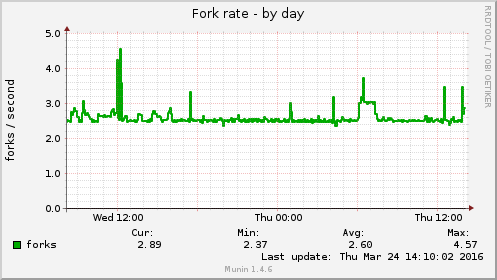 Fork rate - by day
RRDTOOL / TOBI OETIKER
forks / second
5.0
4.0
3.0
2.0
1.0
0.0
Wed 12:00 Thu 00:00 Thu 12:00
Cur: Min: Avg: Max:
forks 2.89 2.37 2.60 4.57
Last update: Thu Mar 24 14:10:02 2016
Munin 1.4.6